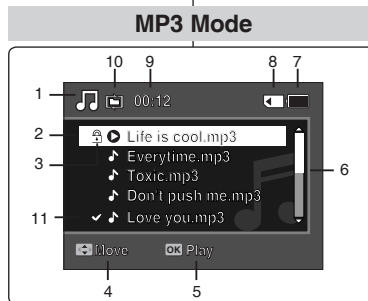 MP3 Mode
10 9 8 7
1 00:12
2 Life is cool.mp3
3 Everytime.mp3
6
Toxic.mp3
Don't push me.mp3
11 Love you.mp3
Move OK Play
4 5